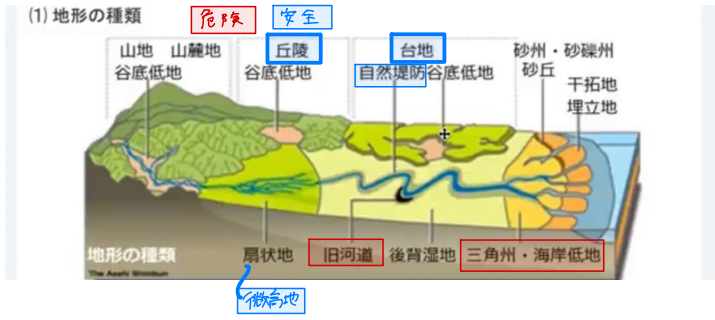 (1) 地形の種類
危険 安全
山地 山麓地 丘陵 台地 砂州・砂礫州
谷底低地 谷底低地 自然堤防 谷底低地 砂丘
干拓地
埋立地
地形の種類 扇状地 旧河道 後背湿地 三角州・海岸低地
The Asahi Shimbun
微高地